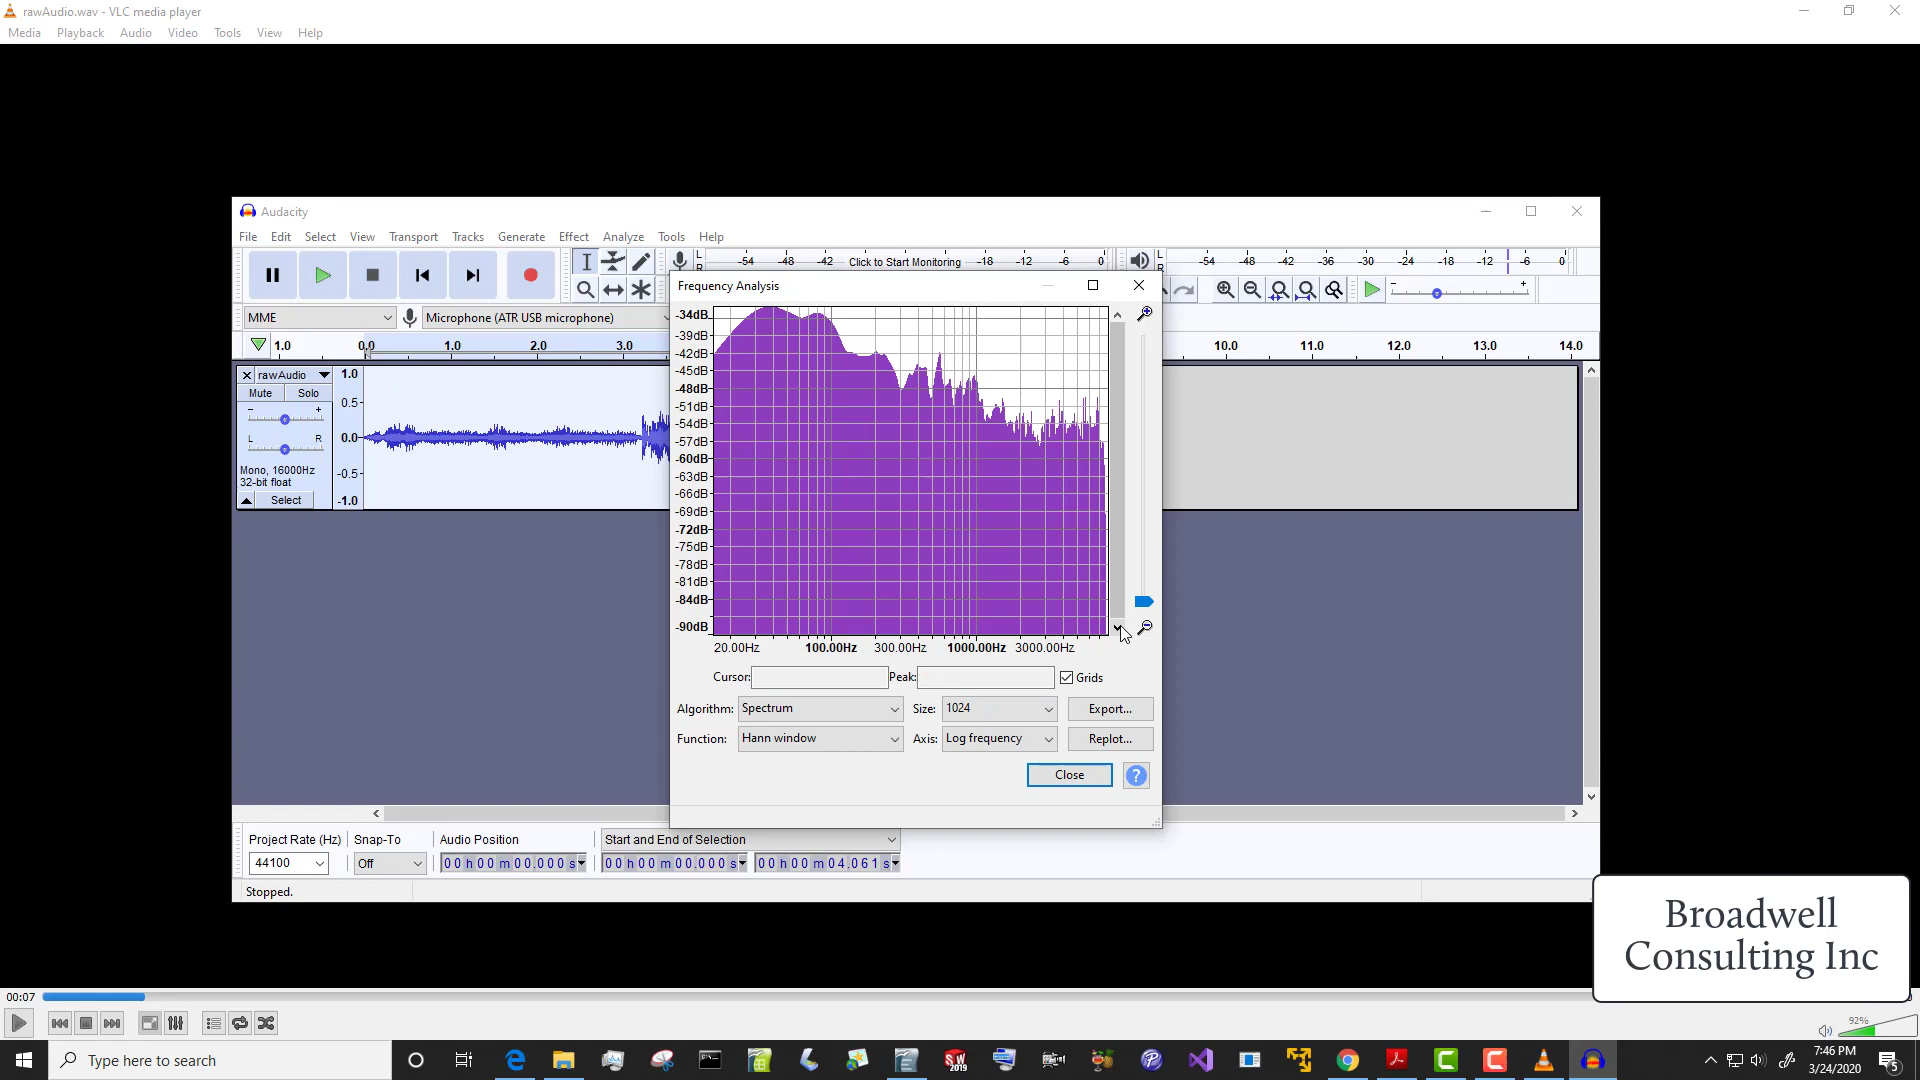 rawAudio.wav - VLC media player
Media Playback Audio Video Tools View Help
Audacity
File Edit Select View Transport Tracks Generate Effect Analyze Tools Help
L
R
-54 -48 -42 Click to Start Monitoring -18 -12 -6 0
L
R
-54 -48 -42 -36 -30 -24 -18 -12 -6 0
Frequency Analysis
MME
Microphone (ATR USB microphone)
1.0 0.0 1.0 2.0 3.0 10.0 11.0 12.0 13.0 14.0
rawAudio
Mute Solo
- +
L R
Mono, 16000Hz
32-bit float
Select
1.0
0.5
0.0
-0.5
-1.0
-34dB
-39dB
-42dB
-45dB
-48dB
-51dB
-54dB
-57dB
-60dB
-63dB
-66dB
-69dB
-72dB
-75dB
-78dB
-81dB
-84dB
-90dB
20.00Hz 100.00Hz 300.00Hz 1000.00Hz 3000.00Hz
Cursor: Peak: Grids
Algorithm: Spectrum Size: 1024 Export...
Function: Hann window Axis: Log frequency Replot...
Close ?
Project Rate (Hz) Snap-To Audio Position Start and End of Selection
44100 Off 00 h 00 m 00.000 s 00 h 00 m 00.000 s 00 h 00 m 04.061 s
Stopped.
Broadwell
Consulting Inc
00:07
92%
Type here to search
SW
2019
7:46 PM
3/24/2020
5